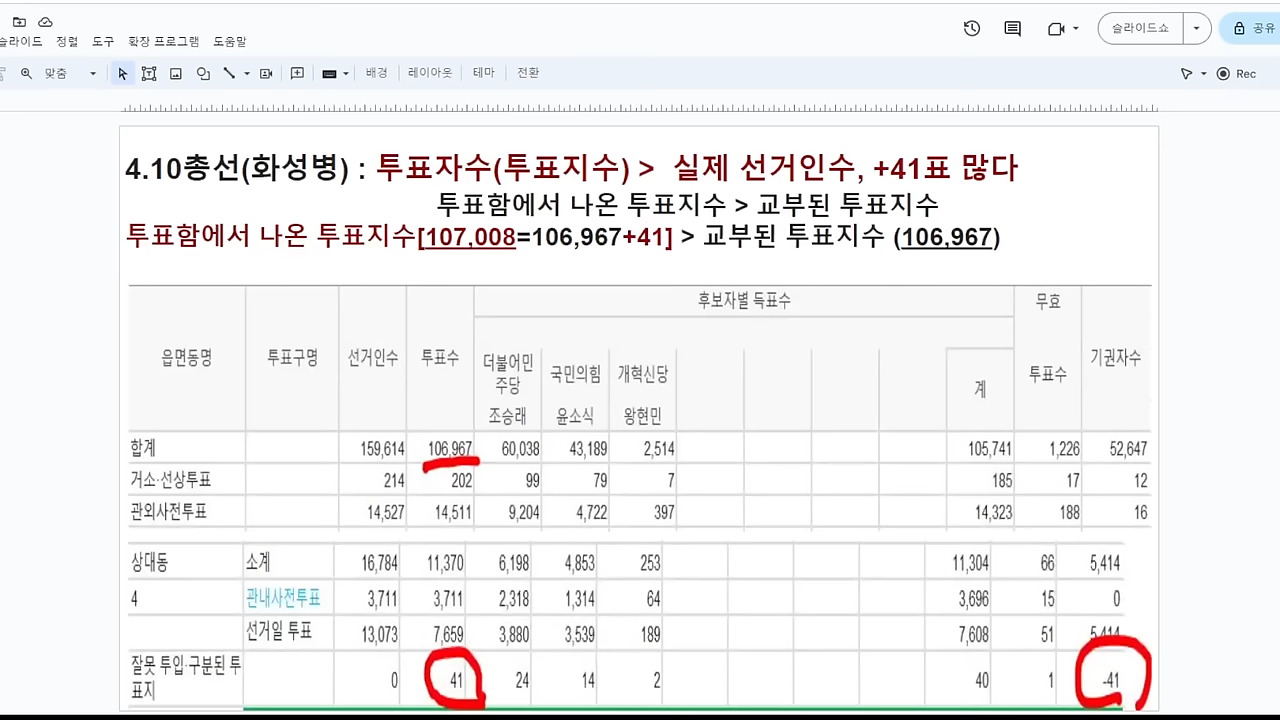 슬라이드 정렬 도구 확장 프로그램 도움말
슬라이드쇼 공유
맞춤 배경 레이아웃 테마 전환 Rec
4.10총선(화성병) : 투표자수(투표지수) > 실제 선거인수, +41표 많다
투표함에서 나온 투표지수 > 교부된 투표지수
투표함에서 나온 투표지수[107,008=106,967+41] > 교부된 투표지수 (106,967)
후보자별 득표수 무효
읍면동명 투표구명 선거인수 투표수 더불어민 국민의힘 개혁신당 계 투표수 기권자수
주당
조승래 윤소식 왕현민
합계 159,614 106,967 60,038 43,189 2,514 105,741 1,226 52,647
거소·선상투표 214 202 99 79 7 185 17 12
관외사전투표 14,527 14,511 9,204 4,722 397 14,323 188 16
상대동 소계 16,784 11,370 6,198 4,853 253 11,304 66 5,414
4 관내사전투표 3,711 3,711 2,318 1,314 64 3,696 15 0
선거일 투표 13,073 7,659 3,880 3,539 189 7,608 51 5,414
잘못 투입·구분된 투 0 41 24 14 2 40 1 -41
표지